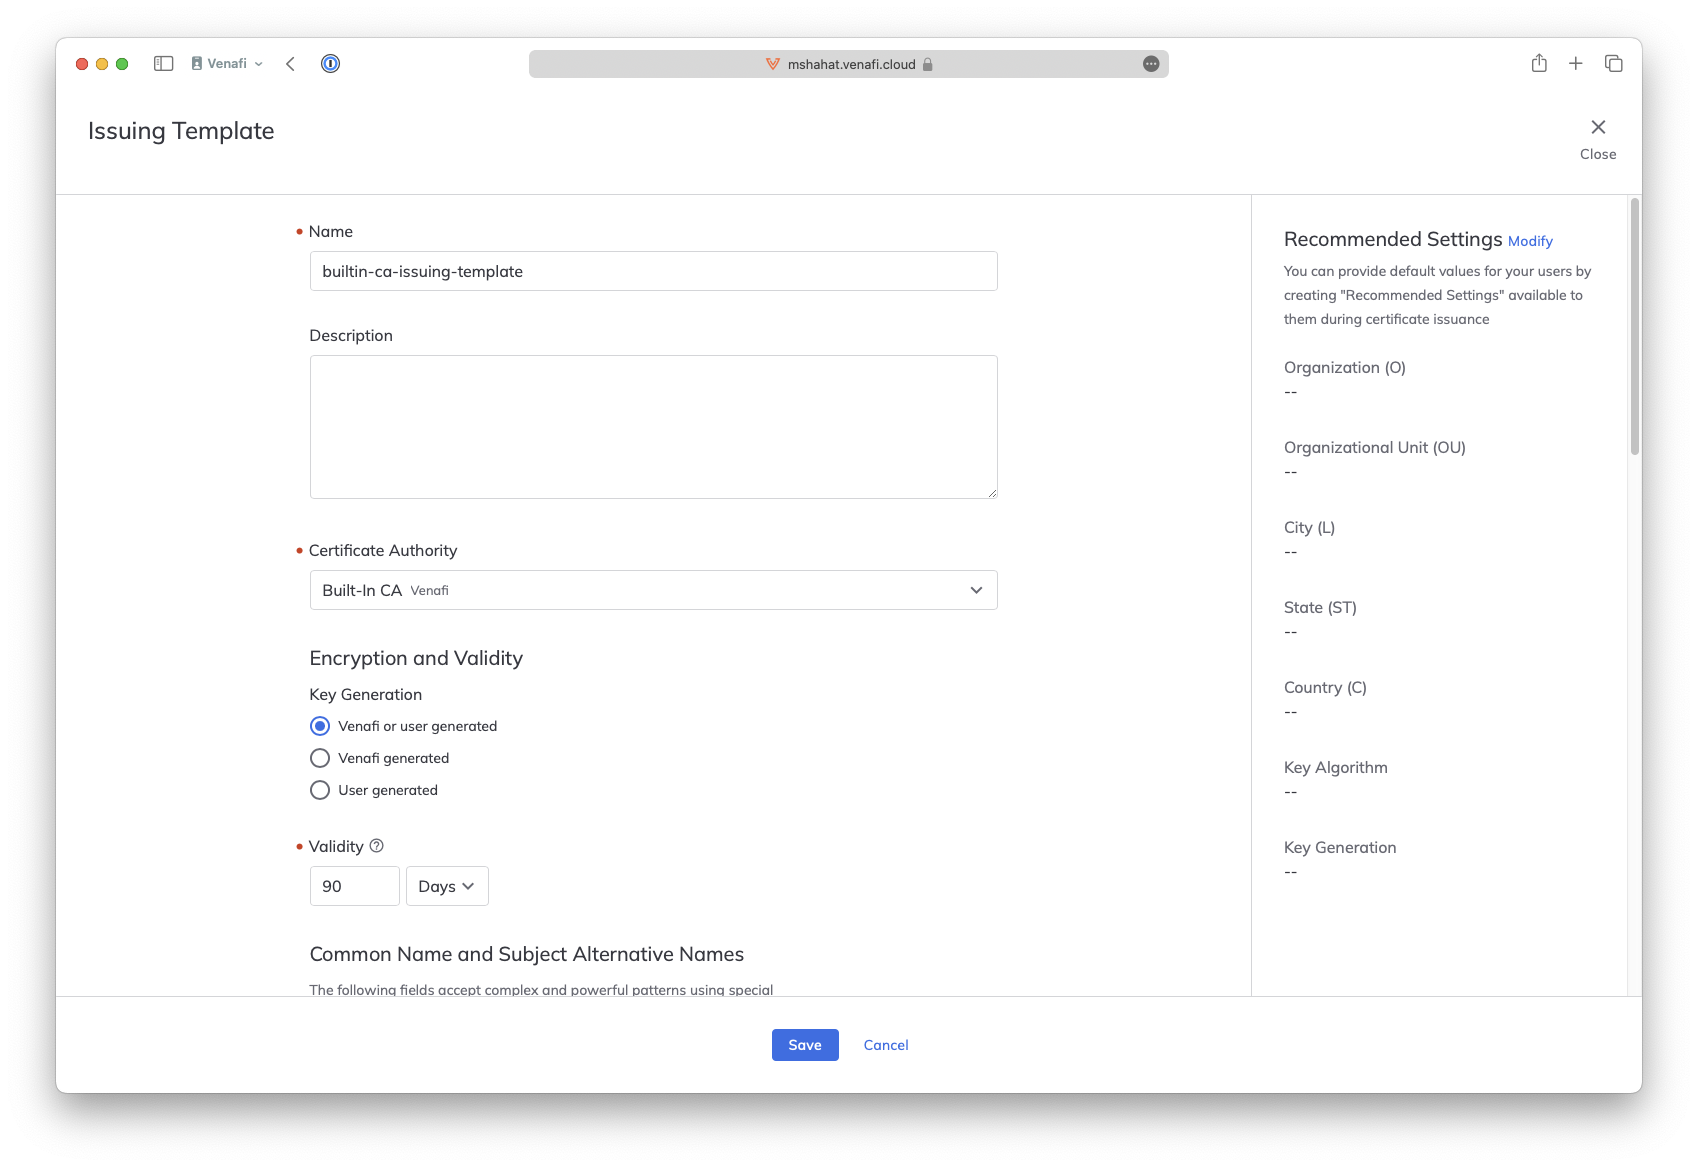 Venafi
mshahat.venafi.cloud
Issuing Template
Close
Name
builtin-ca-issuing-template
Description
Certificate Authority
Built-In CA Venafi
Encryption and Validity
Key Generation
Venafi or user generated
Venafi generated
User generated
Validity
90 Days
Common Name and Subject Alternative Names
The following fields accept complex and powerful patterns using special
Recommended Settings Modify
You can provide default values for your users by
creating "Recommended Settings" available to
them during certificate issuance
Organization (O)
--
Organizational Unit (OU)
--
City (L)
--
State (ST)
--
Country (C)
--
Key Algorithm
--
Key Generation
--
Save Cancel